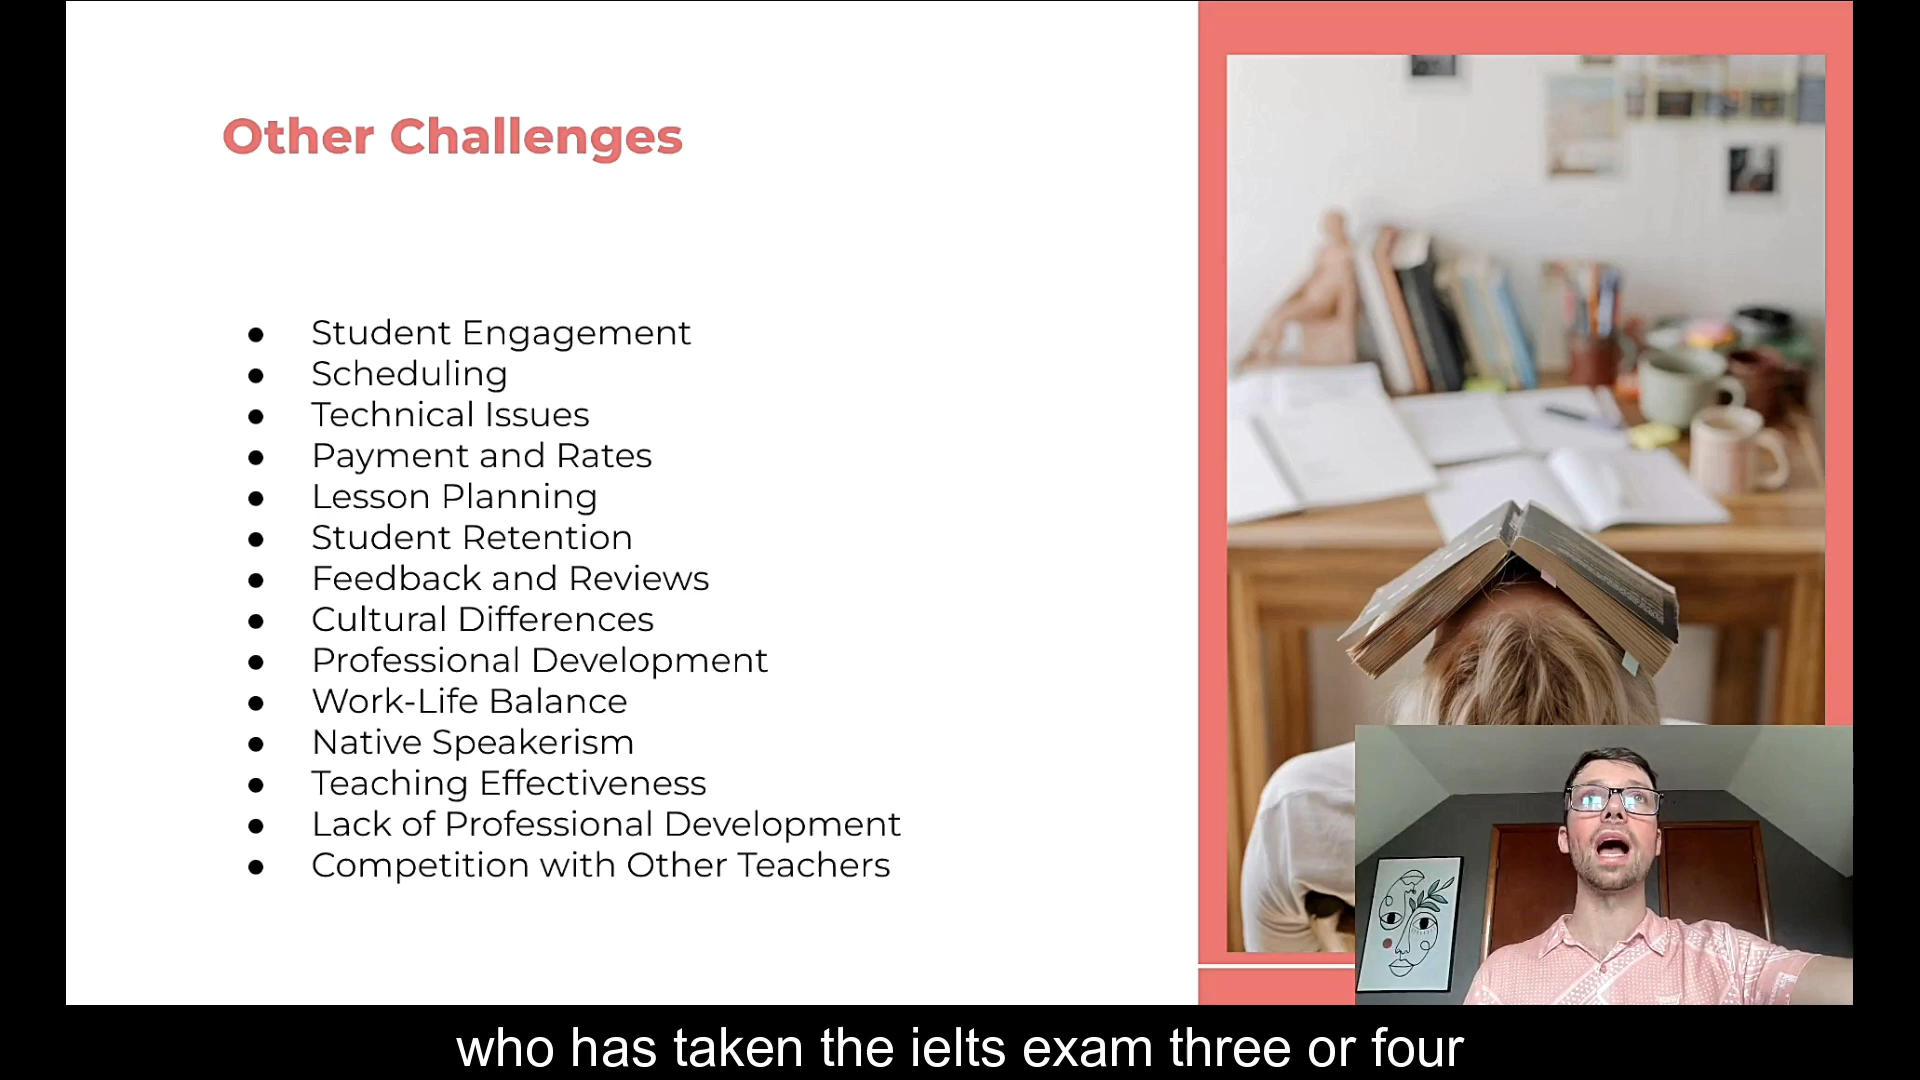 Other Challenges
● Student Engagement
● Scheduling
● Technical Issues
● Payment and Rates
● Lesson Planning
● Student Retention
● Feedback and Reviews
● Cultural Differences
● Professional Development
● Work-Life Balance
● Native Speakerism
● Teaching Effectiveness
● Lack of Professional Development
● Competition with Other Teachers
who has taken the ielts exam three or four